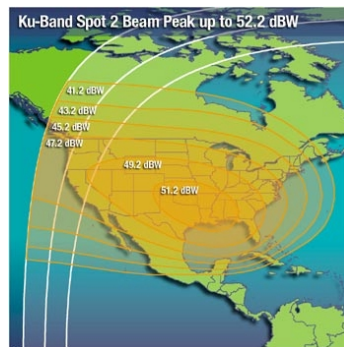 Ku-Band Spot 2 Beam Peak up to 52.2 dBW
41.2 dBW
43.2 dBW
45.2 dBW
47.2 dBW
49.2 dBW
51.2 dBW